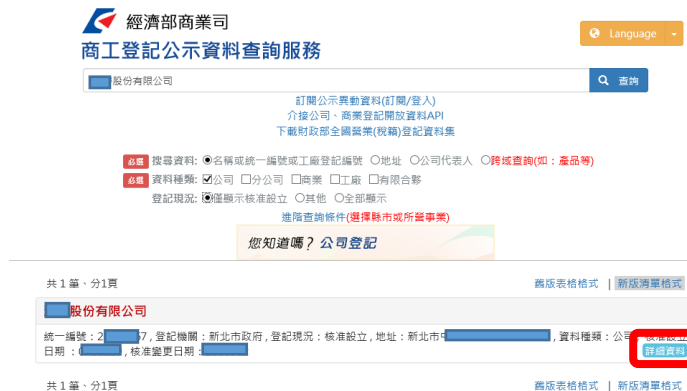 經濟部商業司
商工登記公示資料查詢服務
Language
股份有限公司
查詢
訂閱公示異動資料(訂閱/登入)
介接公司、商業登記開放資料API
下載財政部全國營業(稅籍)登記資料集
必選 搜尋資料: 名稱或統一編號或工廠登記編號 地址 公司代表人 跨域查詢(如：產品等)
必選 資料種類: 公司 分公司 商業 工廠 有限合夥
登記現況: 僅顯示核准設立 其他 全部顯示
進階查詢條件(選擇縣市或所營事業)
您知道嗎？公司登記
共 1 筆、分1頁 舊版表格格式 | 新版清單格式
股份有限公司
統一編號：2 7 , 登記機關：新北市政府 , 登記現況：核准設立 , 地址：新北市 , 資料種類：公司 , 核准設立
日期 : , 核准變更日期： 詳細資料
共 1 筆、分1頁 舊版表格格式 | 新版清單格式